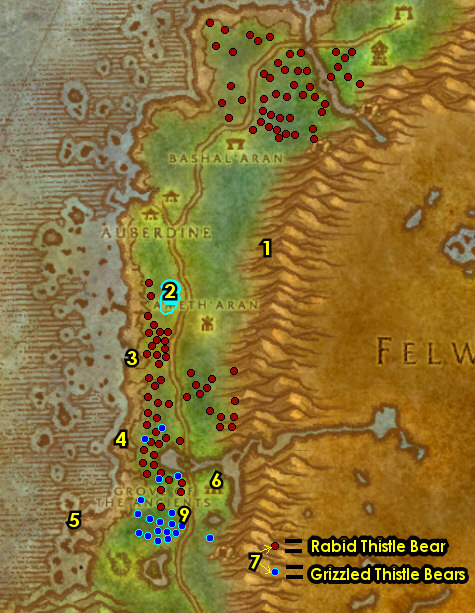 BASHAL'ARAN
AUBERDINE
1
2
AMETH'ARAN
3
FELW
4
6
GROVE OF
THE ANCIENTS
9
5
7
= Rabid Thistle Bear
= Grizzled Thistle Bears